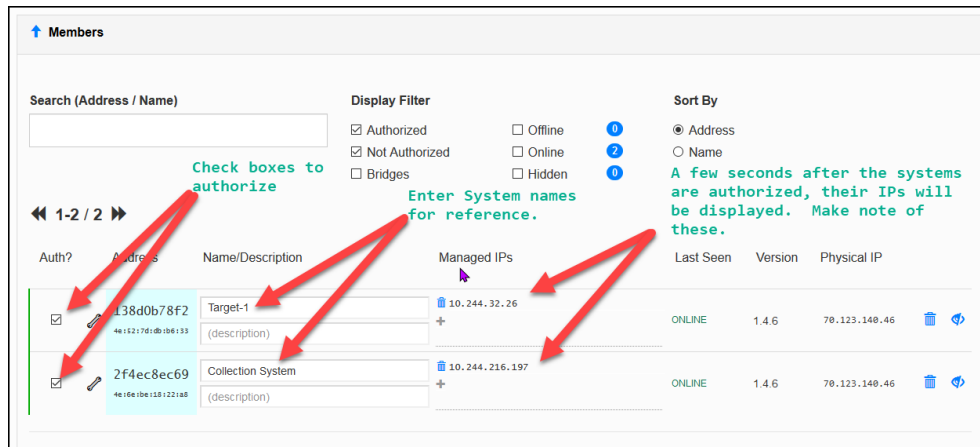 Members
Search (Address / Name)
Display Filter
Sort By
Authorized
Offline
0
Address
Not Authorized
Online
2
Name
Bridges
Hidden
0
Check boxes to
authorize
Enter System names
for reference.
A few seconds after the systems
are authorized, their IPs will
be displayed. Make note of
these.
1-2 / 2
Auth?
Address
Name/Description
Managed IPs
Last Seen
Version
Physical IP
138d0b78f2
4e:52:7d:db:b6:33
Target-1
(description)
10.244.32.26
+
ONLINE
1.4.6
70.123.140.46
2f4ec8ec69
4e:6e:be:18:22:a8
Collection System
(description)
10.244.216.197
+
ONLINE
1.4.6
70.123.140.46